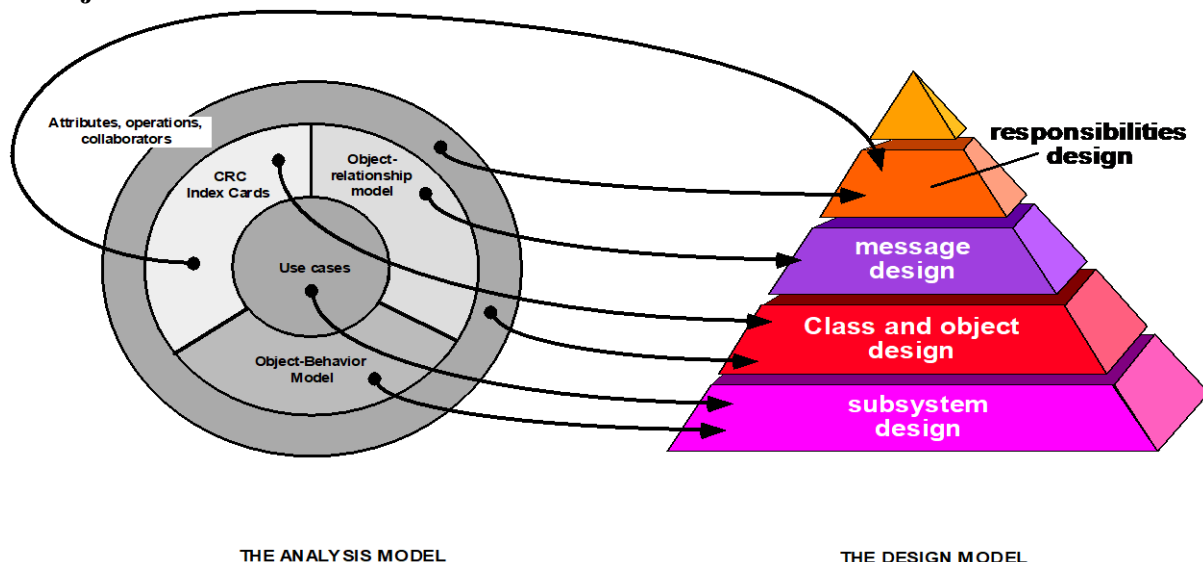 Attributes, operations,
collaborators
CRC
Index Cards
Object-
relationship
model
Use cases
Object-Behavior
Model
responsibilities
design
message
design
Class and object
design
subsystem
design
THE ANALYSIS MODEL
THE DESIGN MODEL